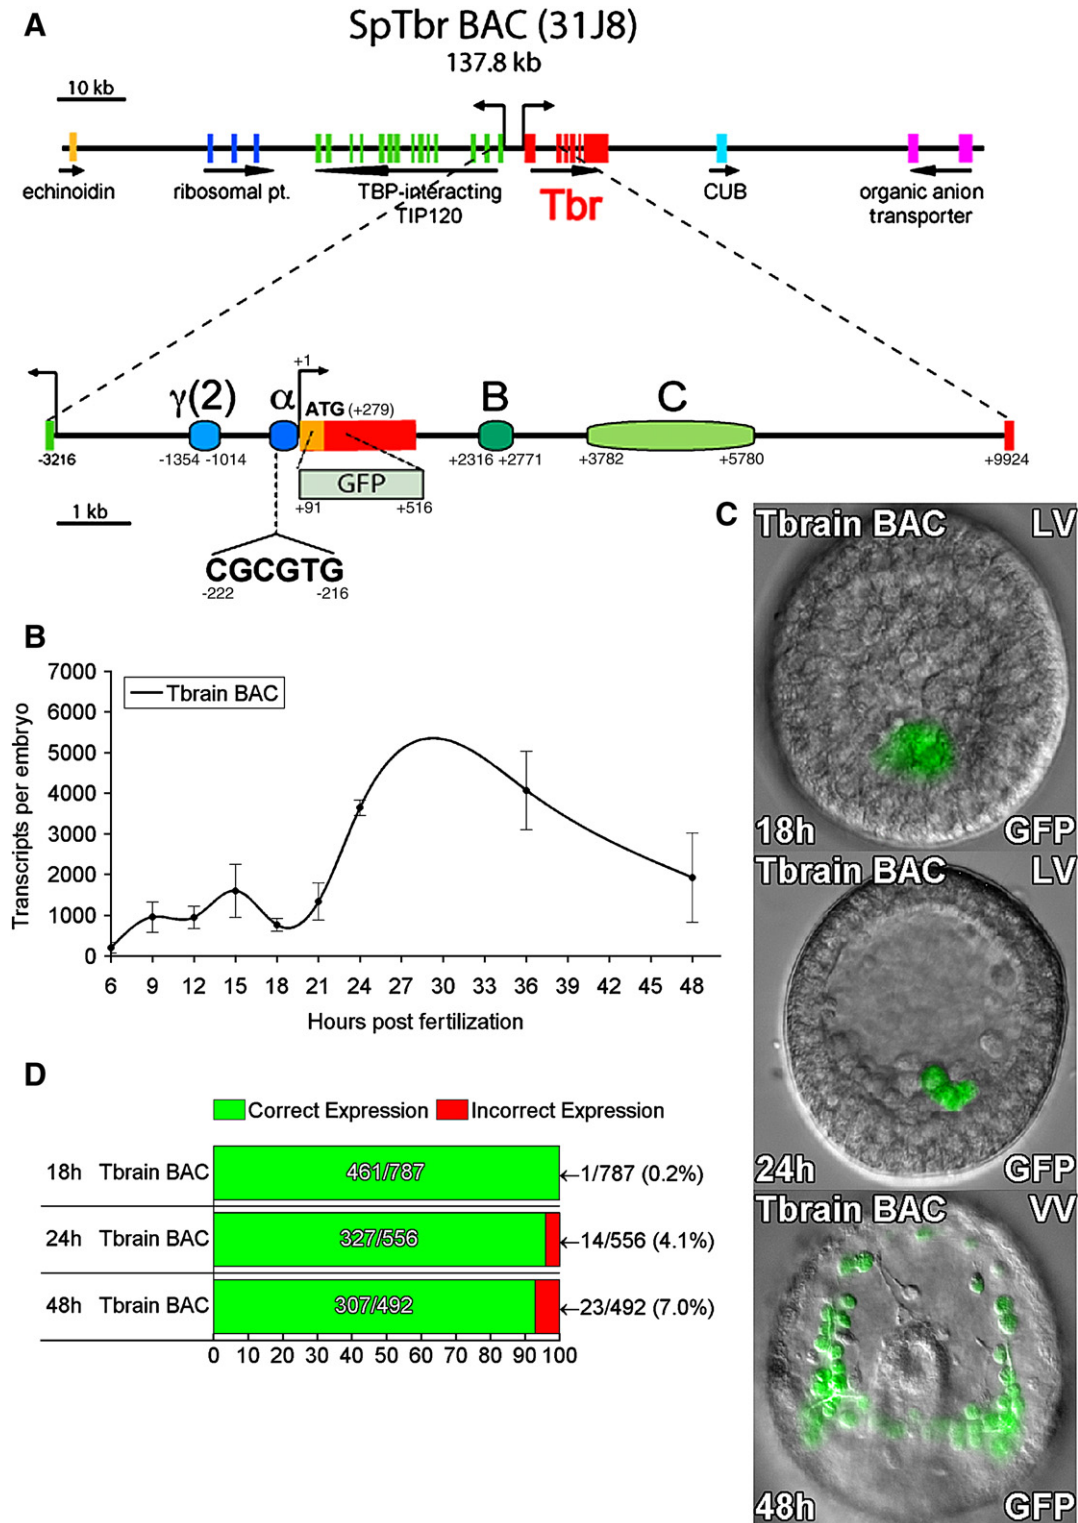 A
SpTbr BAC (31J8)
137.8 kb
10 kb
echinoidin
ribosomal pt.
TBP-interacting
TIP120
Tbr
CUB
organic anion
transporter
+1
γ(2)
α
ATG (+279)
B
C
-3216
-1354 -1014
+2316 +2771
+3782
+5780
+9924
GFP
+91
+516
1 kb
CGCGTG
-222
-216
C
Tbrain BAC LV
18h GFP
Tbrain BAC LV
24h GFP
Tbrain BAC VV
48h GFP
B
Tbrain BAC
Transcripts per embryo
7000
6000
5000
4000
3000
2000
1000
0
6 9 12 15 18 21 24 27 30 33 36 39 42 45 48
Hours post fertilization
D
Correct Expression Incorrect Expression
18h Tbrain BAC 461/787 1/787 (0.2%)
24h Tbrain BAC 327/556 14/556 (4.1%)
48h Tbrain BAC 307/492 23/492 (7.0%)
0 10 20 30 40 50 60 70 80 90 100